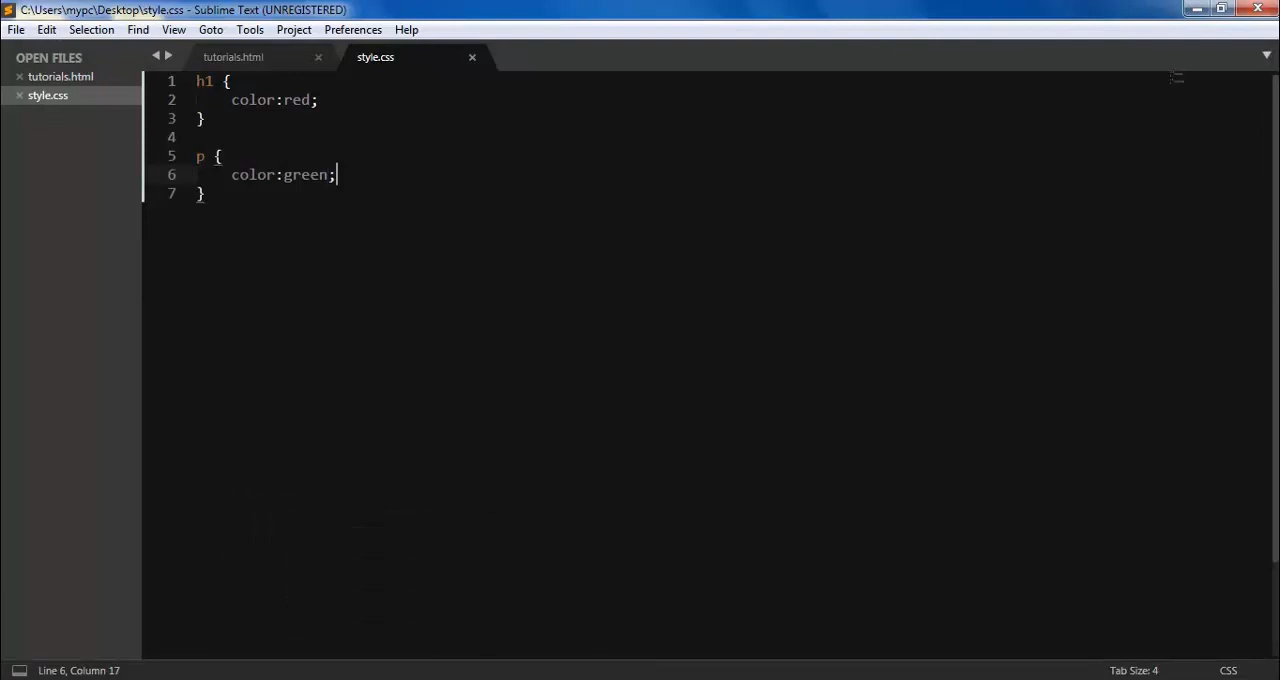 C:\Users\mypc\Desktop\style.css - Sublime Text (UNREGISTERED)
File Edit Selection Find View Goto Tools Project Preferences Help
OPEN FILES
tutorials.html
style.css
tutorials.html style.css
1 h1 {
2 color:red;
3 }
4
5 p {
6 color:green;
7 }
Line 6, Column 17 Tab Size: 4 CSS